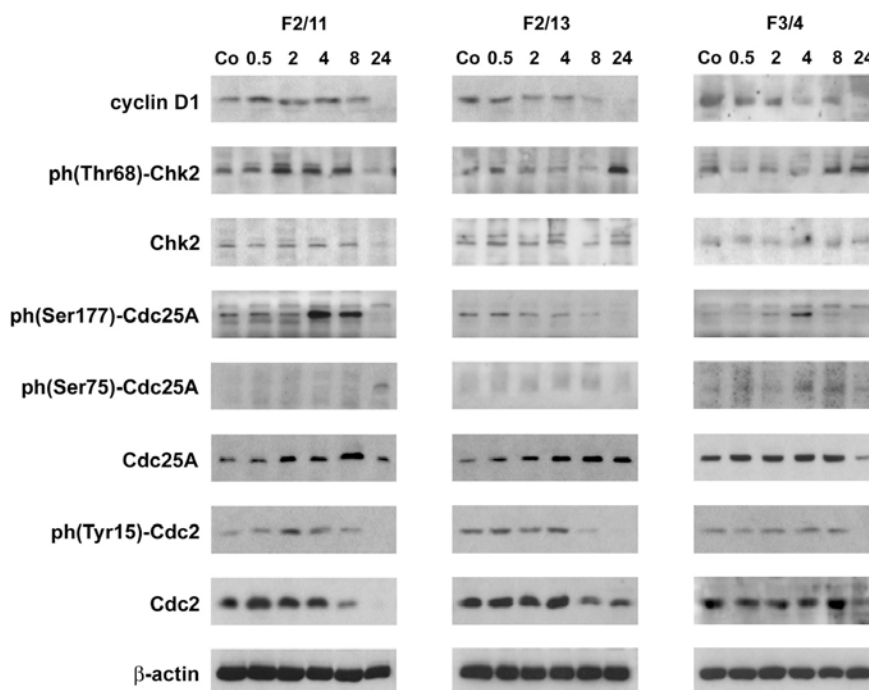 F2/11 F2/13 F3/4
Co 0.5 2 4 8 24 Co 0.5 2 4 8 24 Co 0.5 2 4 8 24
cyclin D1
ph(Thr68)-Chk2
Chk2
ph(Ser177)-Cdc25A
ph(Ser75)-Cdc25A
Cdc25A
ph(Tyr15)-Cdc2
Cdc2
β-actin